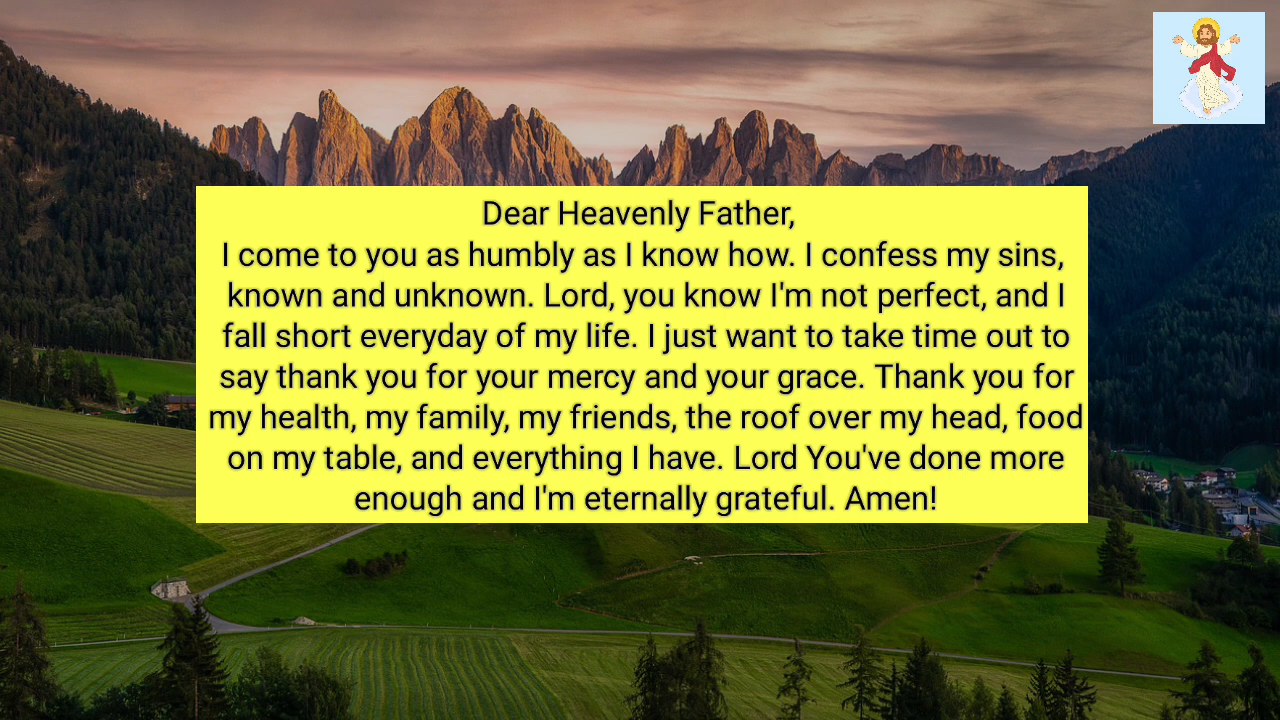 Dear Heavenly Father,
I come to you as humbly as I know how. I confess my sins,
known and unknown. Lord, you know I'm not perfect, and I
fall short everyday of my life. I just want to take time out to
say thank you for your mercy and your grace. Thank you for
my health, my family, my friends, the roof over my head, food
on my table, and everything I have. Lord You've done more
enough and I'm eternally grateful. Amen!